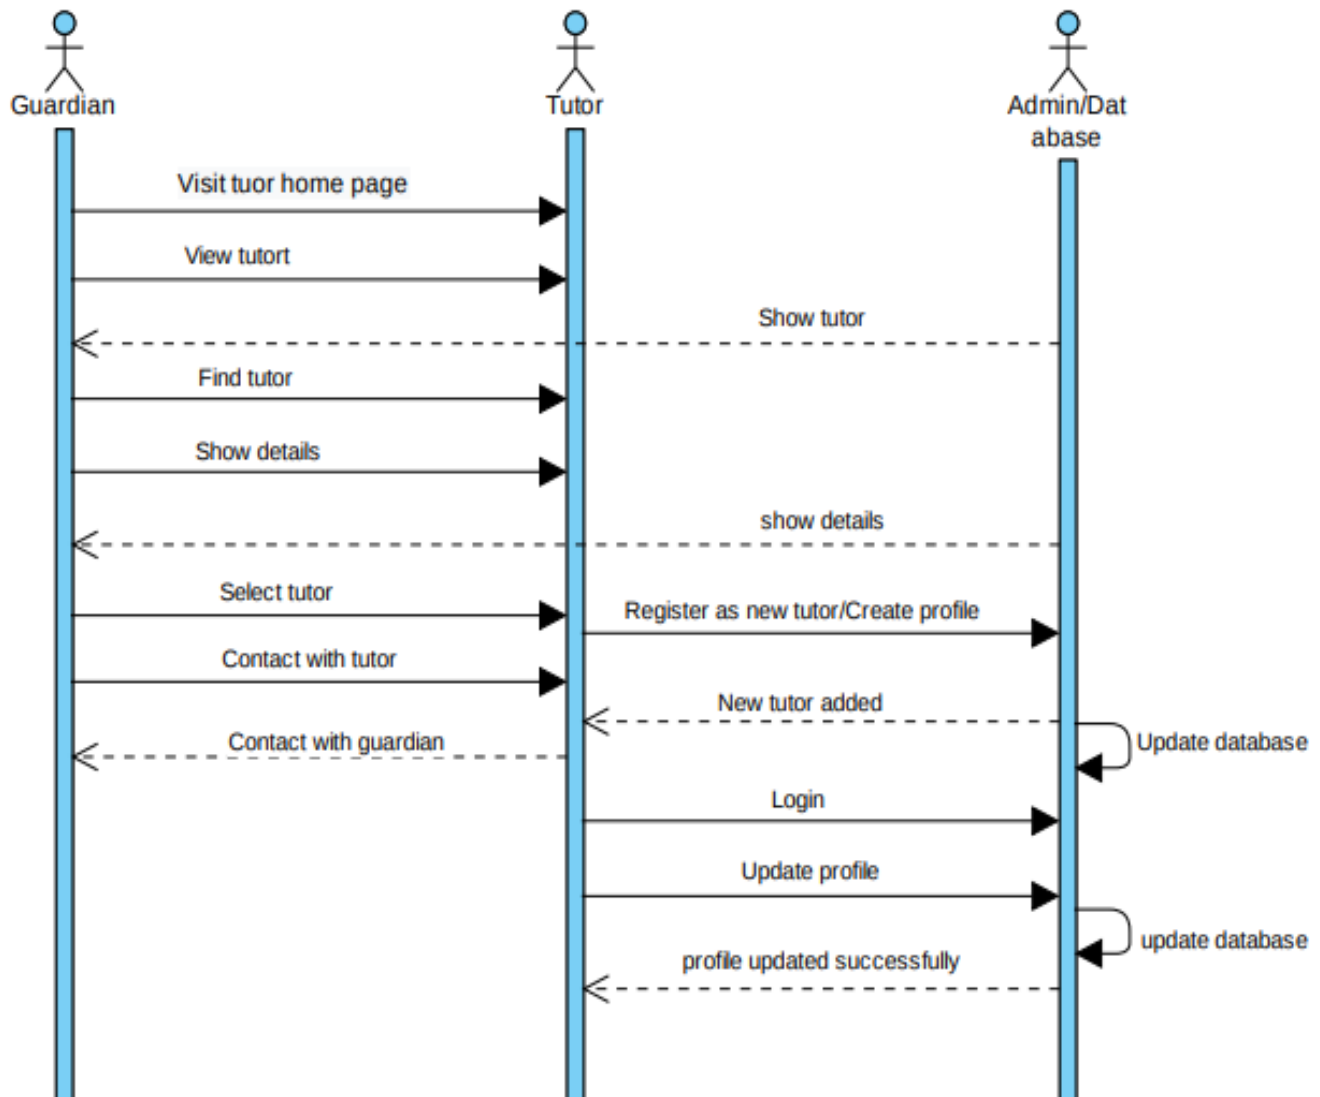 Guardian
Tutor
Admin/Dat
abase
Visit tuor home page
View tutort
Show tutor
Find tutor
Show details
show details
Select tutor
Register as new tutor/Create profile
Contact with tutor
New tutor added
Contact with guardian
Update database
Login
Update profile
update database
profile updated successfully